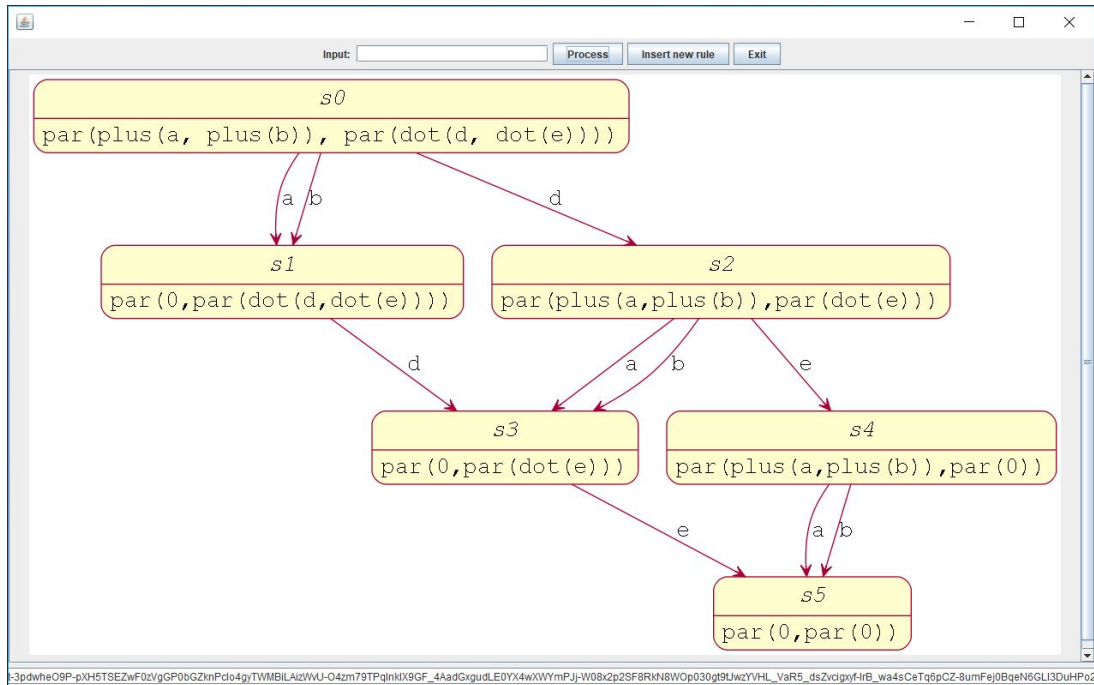 Input: Process Insert new rule Exit
s0
par(plus(a, plus(b)), par(dot(d, dot(e))))
a b d
s1 s2
par(0,par(dot(d,dot(e)))) par(plus(a,plus(b)),par(dot(e)))
d a b e
s3 s4
par(0,par(dot(e))) par(plus(a,plus(b)),par(0))
e a b
s5
par(0,par(0))